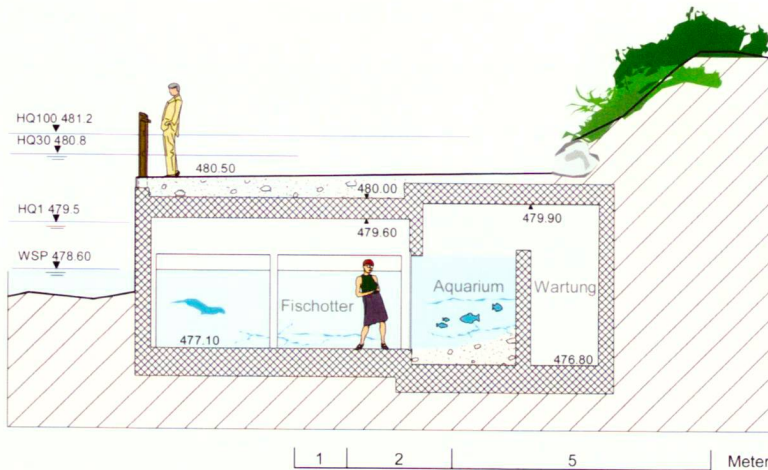 HQ100 481.2
HQ30 480.8
480.50
480.00
HQ1 479.5
479.60
479.90
WSP 478.60
Fischotter
Aquarium
Wartung
477.10
476.80
1 2 5 Meter